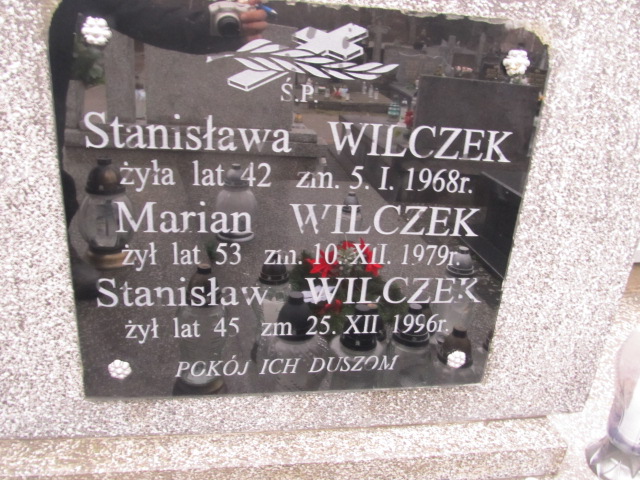 Ś.P.
Stanisława WILCZEK
żyła lat 42 zm. 5. I. 1968r.
Marian WILCZEK
żył lat 53 zm. 10. XII. 1979r.
Stanisław WILCZEK
żył lat 45 zm 25. XII 1996r.
POKÓJ ICH DUSZOM